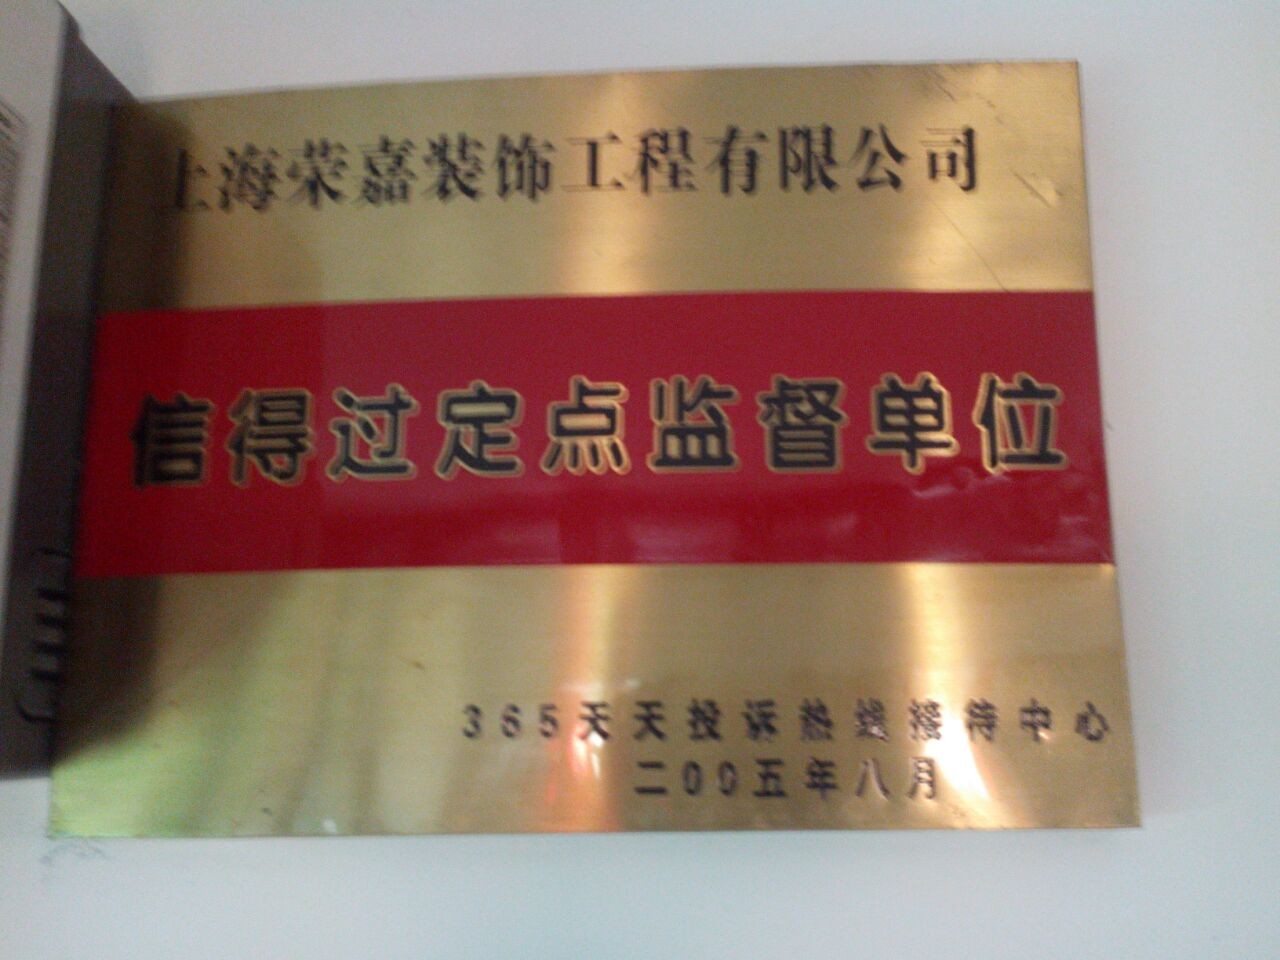 上海荣嘉装饰工程有限公司
信得过定点监督单位
365天天投诉热线接待中心
二00五年八月